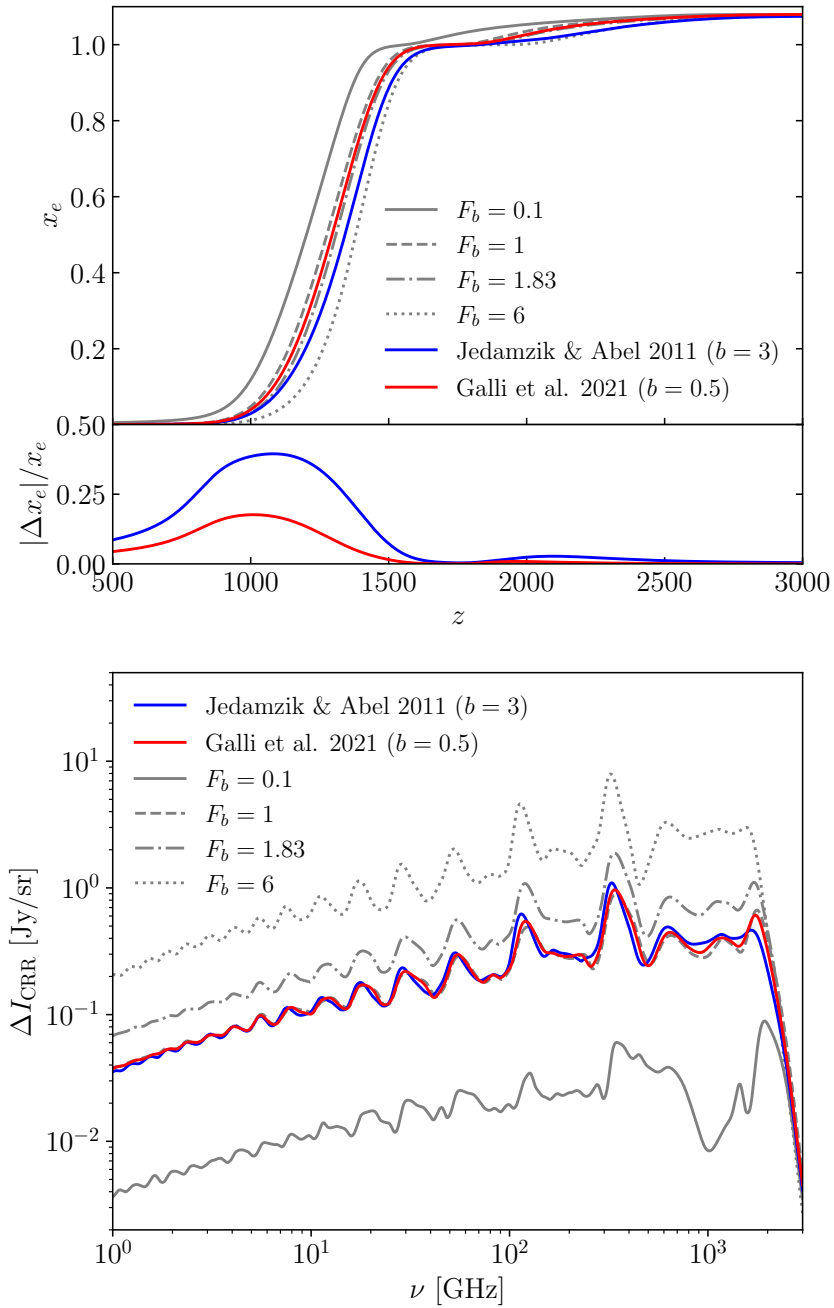 1.0
0.8
0.6
0.4
0.2
x_e
F_b = 0.1
F_b = 1
F_b = 1.83
F_b = 6
Jedamzik & Abel 2011 (b = 3)
Galli et al. 2021 (b = 0.5)
0.50
0.25
0.00
|Δx_e|/x_e
500 1000 1500 2000 2500 3000
z
Jedamzik & Abel 2011 (b = 3)
Galli et al. 2021 (b = 0.5)
F_b = 0.1
F_b = 1
F_b = 1.83
F_b = 6
10^1
10^0
10^−1
10^−2
ΔI_CRR [Jy/sr]
10^0 10^1 10^2 10^3
ν [GHz]